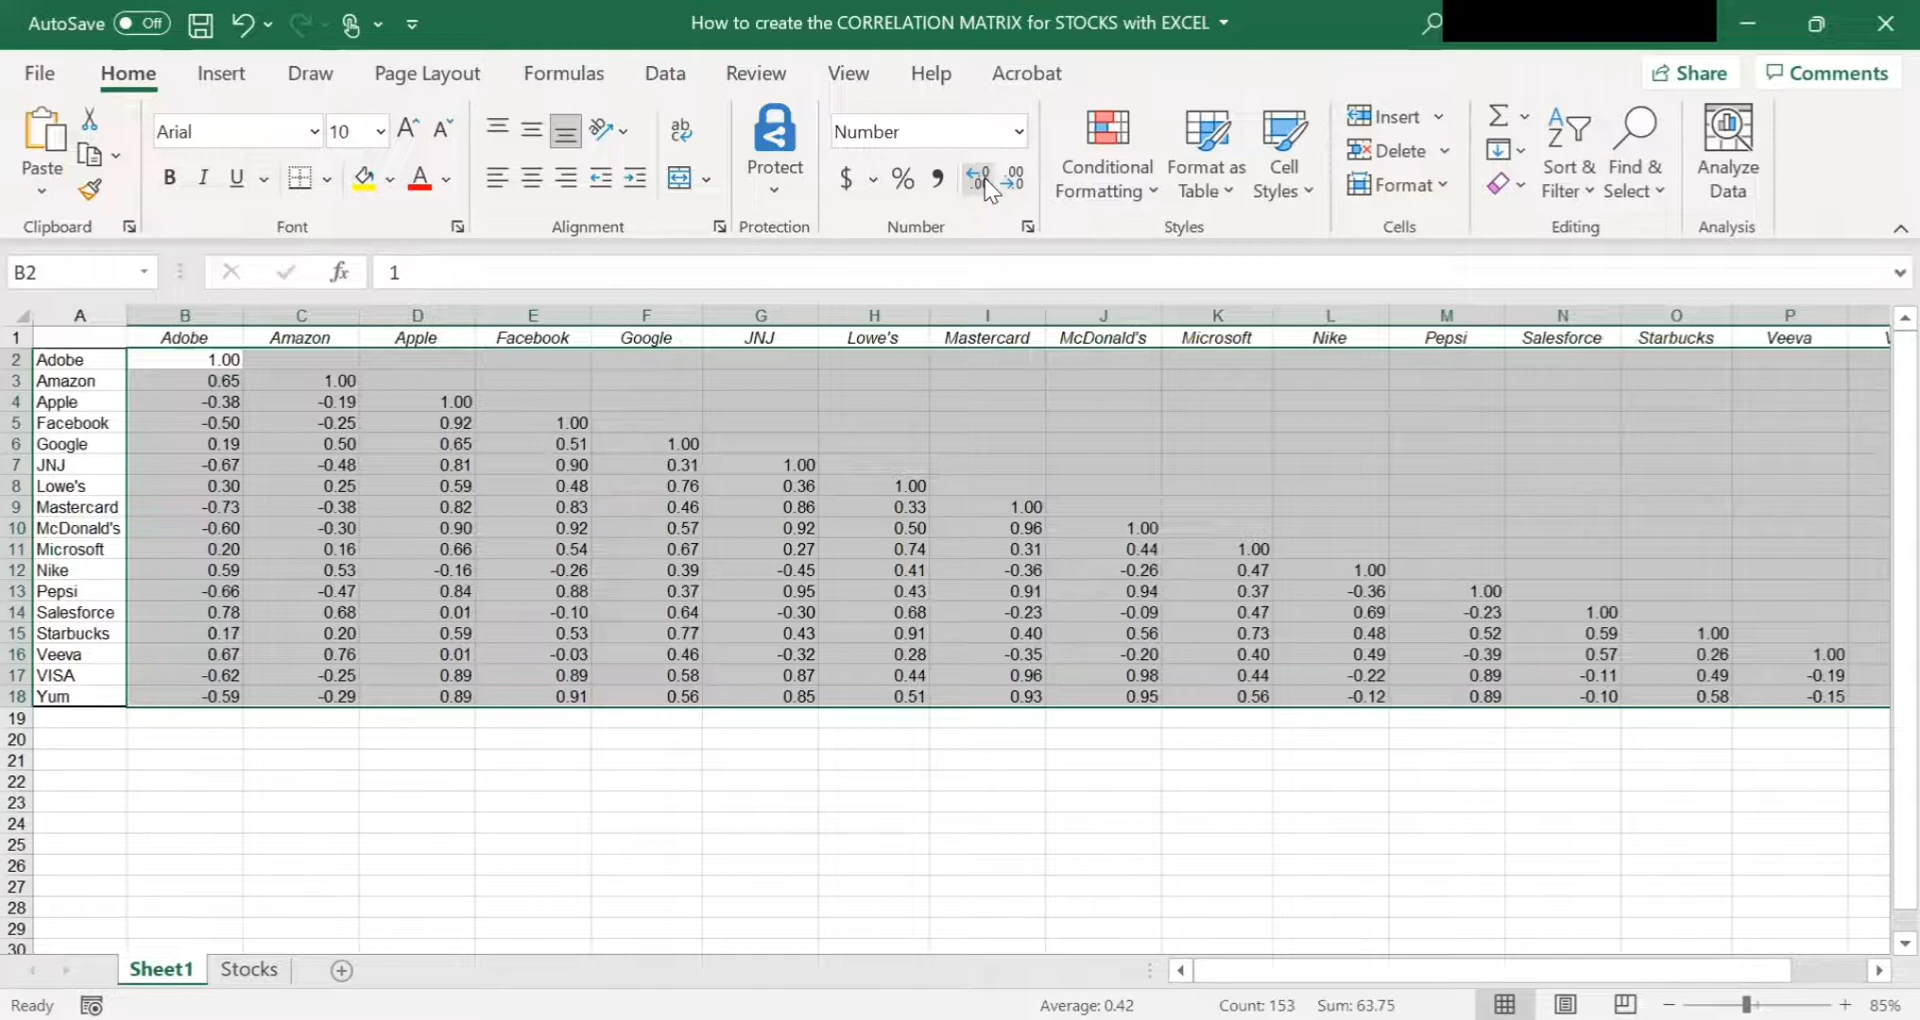 AutoSave Off How to create the CORRELATION MATRIX for STOCKS with EXCEL
File Home Insert Draw Page Layout Formulas Data Review View Help Acrobat Share Comments
Paste
Arial 10
B I U A
Protect
Number
$ %
Conditional Formatting
Format as Table
Cell Styles
Insert
Delete
Format
Sort & Filter
Find & Select
Analyze Data
Clipboard Font Alignment Protection Number Styles Cells Editing Analysis
B2 fx 1
A B C D E F G H I J K L M N O P
1 Adobe Amazon Apple Facebook Google JNJ Lowe's Mastercard McDonald's Microsoft Nike Pepsi Salesforce Starbucks Veeva
2 Adobe 1.00
3 Amazon 0.65 1.00
4 Apple -0.38 -0.19 1.00
5 Facebook -0.50 -0.25 0.92 1.00
6 Google 0.19 0.50 0.65 0.51 1.00
7 JNJ -0.67 -0.48 0.81 0.90 0.31 1.00
8 Lowe's 0.30 0.25 0.59 0.48 0.76 0.36 1.00
9 Mastercard -0.73 -0.38 0.82 0.83 0.46 0.86 0.33 1.00
10 McDonald's -0.60 -0.30 0.90 0.92 0.57 0.92 0.50 0.96 1.00
11 Microsoft 0.20 0.16 0.66 0.54 0.67 0.27 0.74 0.31 0.44 1.00
12 Nike 0.59 0.53 -0.16 -0.26 0.39 -0.45 0.41 -0.36 -0.26 0.47 1.00
13 Pepsi -0.66 -0.47 0.84 0.88 0.37 0.95 0.43 0.91 0.94 0.37 -0.36 1.00
14 Salesforce 0.78 0.68 0.01 -0.10 0.64 -0.30 0.68 -0.23 -0.09 0.47 0.69 -0.23 1.00
15 Starbucks 0.17 0.20 0.59 0.53 0.77 0.43 0.91 0.40 0.56 0.73 0.48 0.52 0.59 1.00
16 Veeva 0.67 0.76 0.01 -0.03 0.46 -0.32 0.28 -0.35 -0.20 0.40 0.49 -0.39 0.57 0.26 1.00
17 VISA -0.62 -0.25 0.89 0.89 0.58 0.87 0.44 0.96 0.98 0.44 -0.22 0.89 -0.11 0.49 -0.19
18 Yum -0.59 -0.29 0.89 0.91 0.56 0.85 0.51 0.93 0.95 0.56 -0.12 0.89 -0.10 0.58 -0.15
19
20
21
22
23
24
25
26
27
28
29
30
Sheet1 Stocks
Ready Average: 0.42 Count: 153 Sum: 63.75 85%